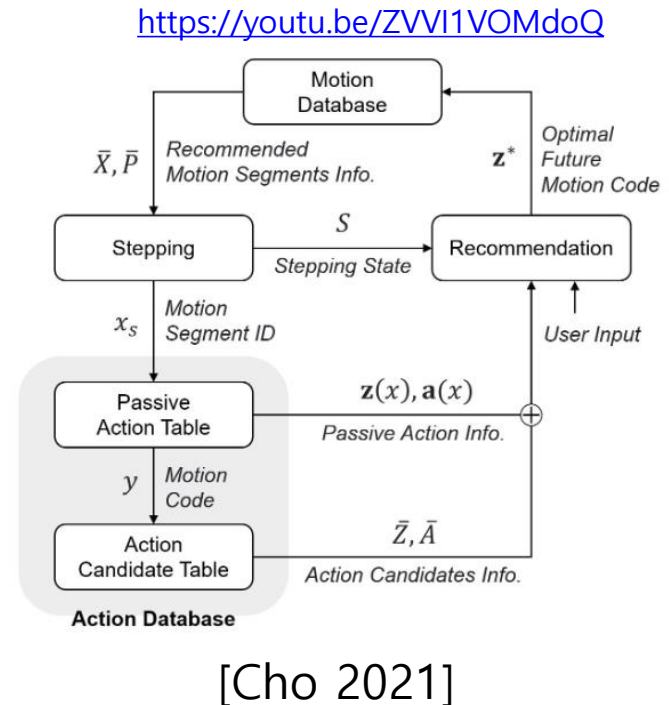 https://youtu.be/ZVVI1VOMdoQ
Motion
Database
X̄, P̄
Recommended
Motion Segments Info.
z*
Optimal
Future
Motion Code
Stepping
S
Stepping State
Recommendation
x_S
Motion
Segment ID
User Input
Passive
Action Table
z(x), a(x)
Passive Action Info.
y
Motion
Code
Action
Candidate Table
Z̄, Ā
Action Candidates Info.
Action Database
[Cho 2021]